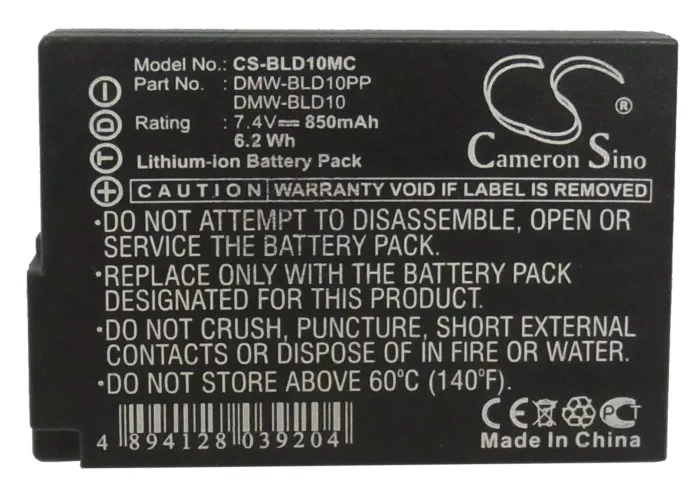 Model No.: CS-BLD10MC
Part No. : DMW-BLD10PP
DMW-BLD10
Rating : 7.4V⎓ 850mAh
6.2 Wh
Lithium-ion Battery Pack
CS ®
Cameron Sino
− D T +
CAUTION WARRANTY VOID IF LABEL IS REMOVED
•DO NOT ATTEMPT TO DISASSEMBLE, OPEN OR
SERVICE THE BATTERY PACK.
•REPLACE ONLY WITH THE BATTERY PACK
DESIGNATED FOR THIS PRODUCT.
•DO NOT CRUSH, PUNCTURE, SHORT EXTERNAL
CONTACTS OR DISPOSE OF IN FIRE OR WATER.
•DO NOT STORE ABOVE 60°C (140°F).
4 894128 039204
CE PCT
Made In China